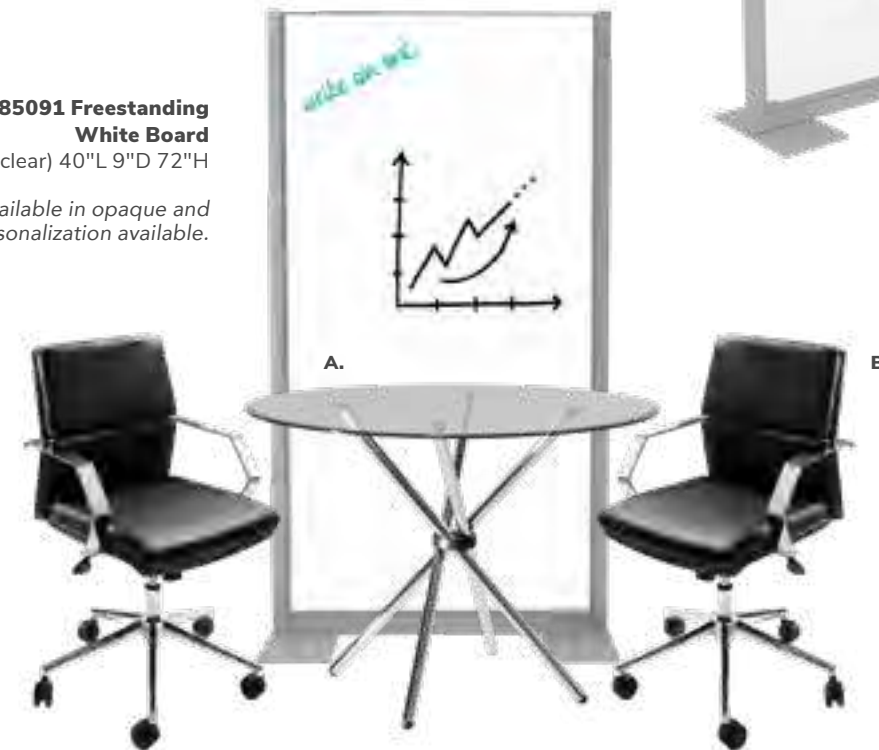 85091 Freestanding
White Board
clear) 40"L 9"D 72"H
ailable in opaque and
sonalization available.
write on me.
A.